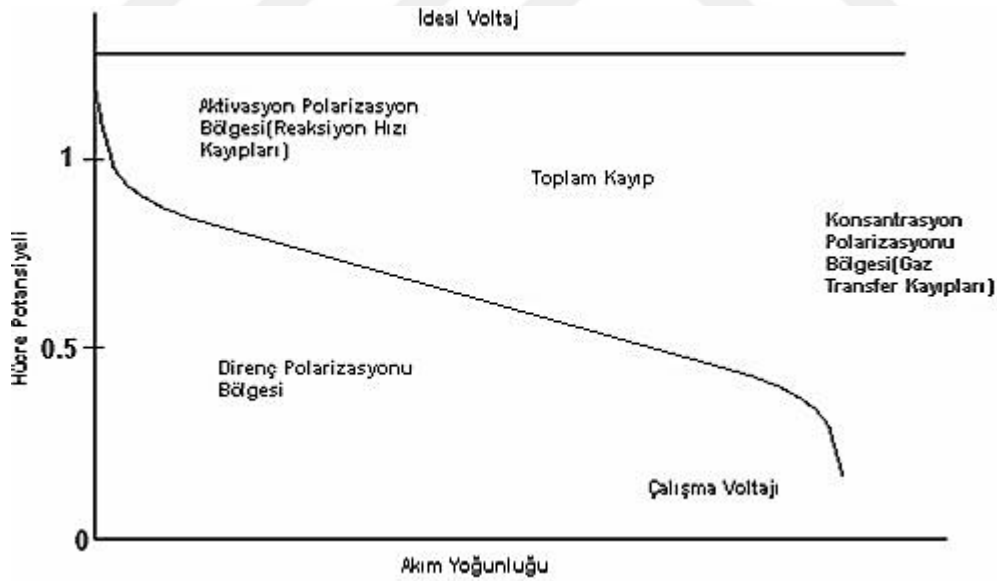 İdeal Voltaj
Aktivasyon Polarizasyon
Bölgesi(Reaksiyon Hızı
Kayıpları)
1
Toplam Kayıp
Konsantrasyon
Polarizasyonu
Bölgesi(Gaz
Transfer Kayıpları)
Hücre Potansiyeli
0.5
Direnç Polarizasyonu
Bölgesi
Çalışma Voltajı
0
Akım Yoğunluğu